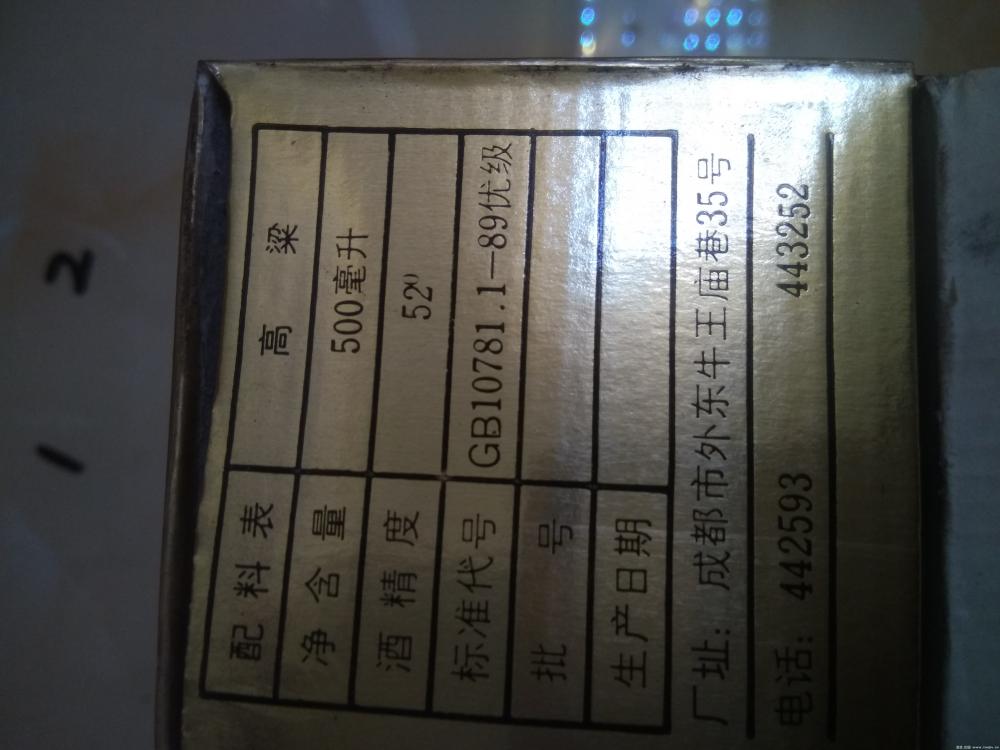 配料表 高粱
净含量 500毫升
酒精度 52⁰
标准代号 GB10781.1—89优级
批号
生产日期
厂址：成都市外东牛王庙巷35号
电话：442593 443252
1 2